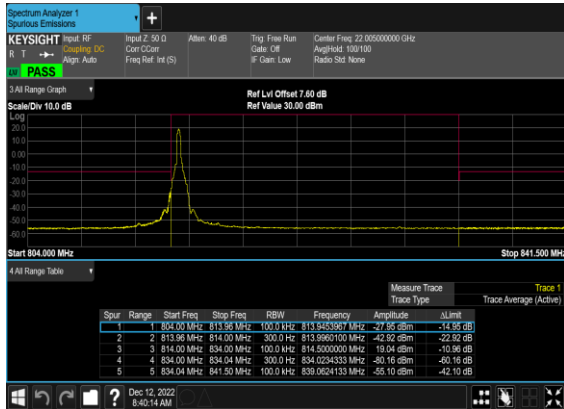 Spectrum Analyzer 1
Spurious Emissions
KEYSIGHT Input: RF Input Z: 50 Ω Atten: 40 dB Trig: Free Run Center Freq: 22.005000000 GHz
R T Coupling: DC Corr CCorr Gate: Off Avg|Hold: 100/100
Align: Auto Freq Ref: Int (S) IF Gain: Low Radio Std: None
LV PASS
3 All Range Graph
Ref Lvl Offset 7.60 dB
Scale/Div 10.0 dB Ref Value 30.00 dBm
Log
20.0
10.0
0.00
-10.0
-20.0
-30.0
-40.0
-50.0
-60.0
Start 804.000 MHz Stop 841.500 MHz
4 All Range Table
Measure Trace Trace 1
Trace Type Trace Average (Active)
Spur Range Start Freq Stop Freq RBW Frequency Amplitude ΔLimit
1 1 804.00 MHz 813.96 MHz 100.0 kHz 813.9453967 MHz -27.95 dBm -14.95 dB
2 2 813.96 MHz 814.00 MHz 300.0 Hz 813.9960100 MHz -42.92 dBm -22.92 dB
3 3 814.00 MHz 834.00 MHz 100.0 kHz 814.5000000 MHz 19.04 dBm -10.96 dB
4 4 834.00 MHz 834.04 MHz 300.0 Hz 834.0234333 MHz -80.16 dBm -60.16 dB
5 5 834.04 MHz 841.50 MHz 100.0 kHz 839.0624133 MHz -55.10 dBm -42.10 dB
Dec 12, 2022
8:40:14 AM